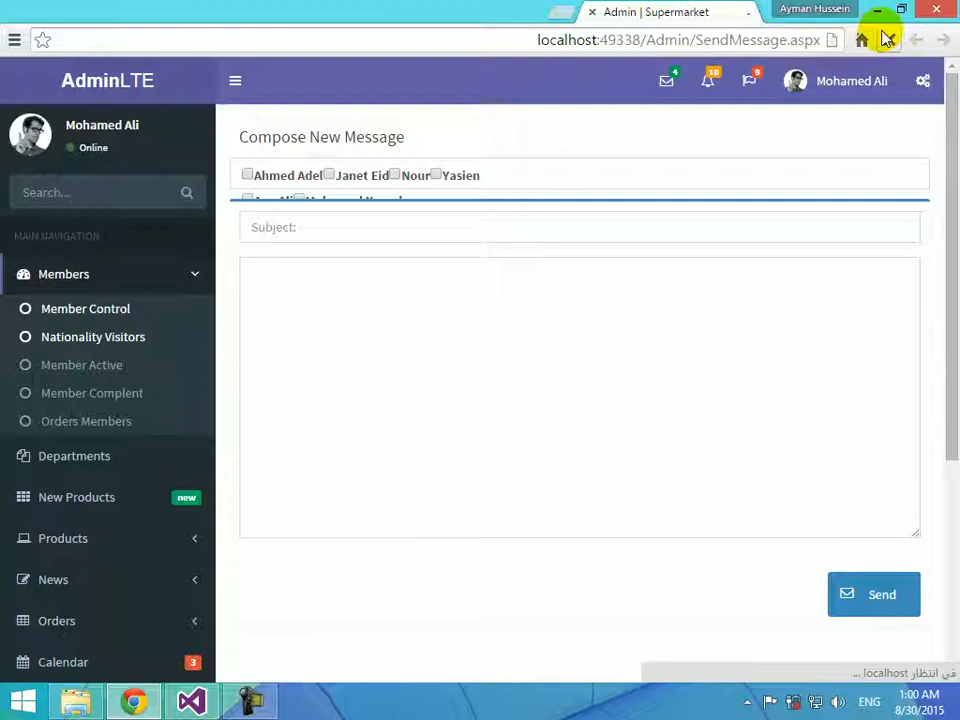 Admin | Supermarket
Ayman Hussein
localhost:49338/Admin/SendMessage.aspx
AdminLTE
4
10
9
Mohamed Ali
Mohamed Ali
Online
Compose New Message
Ahmed Adel Janet Eid Nour Yasien
Search...
Subject:
MAIN NAVIGATION
Members
Member Control
Nationality Visitors
Member Active
Member Complent
Orders Members
Departments
New Products new
Products
News
Send
Orders
Calendar 3
في انتظار localhost ...
ENG
1:00 AM
8/30/2015